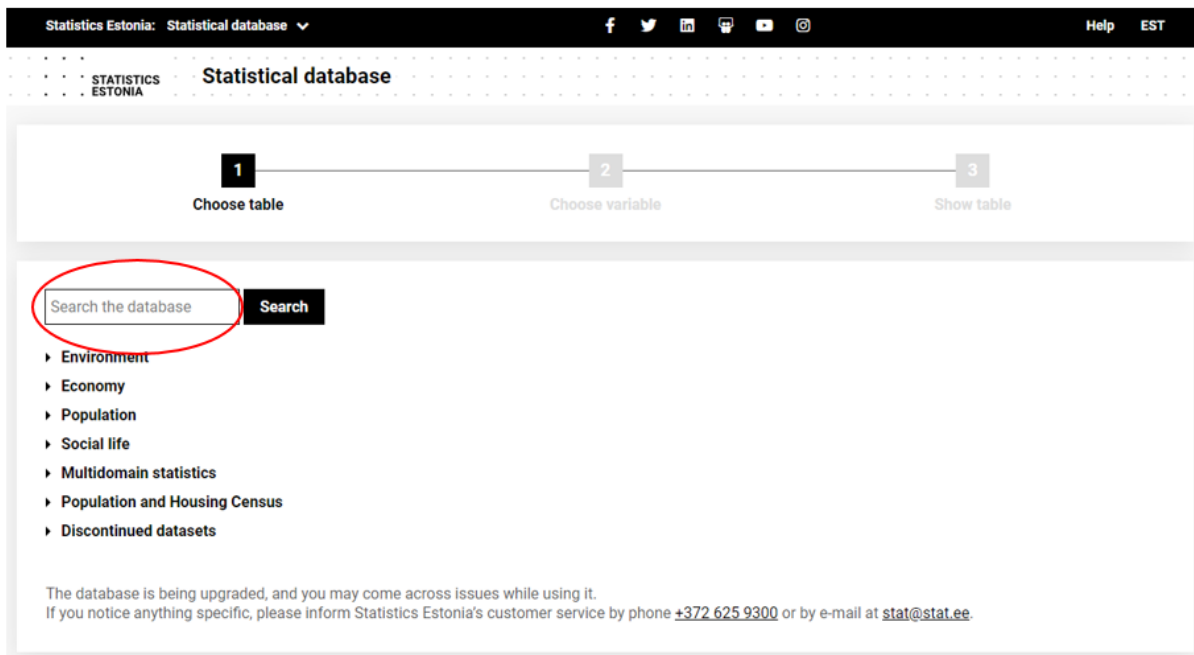 Statistics Estonia: Statistical database
Help EST
STATISTICS
ESTONIA
Statistical database
1 2 3
Choose table Choose variable Show table
Search the database Search
Environment
Economy
Population
Social life
Multidomain statistics
Population and Housing Census
Discontinued datasets
The database is being upgraded, and you may come across issues while using it.
If you notice anything specific, please inform Statistics Estonia's customer service by phone +372 625 9300 or by e-mail at stat@stat.ee.